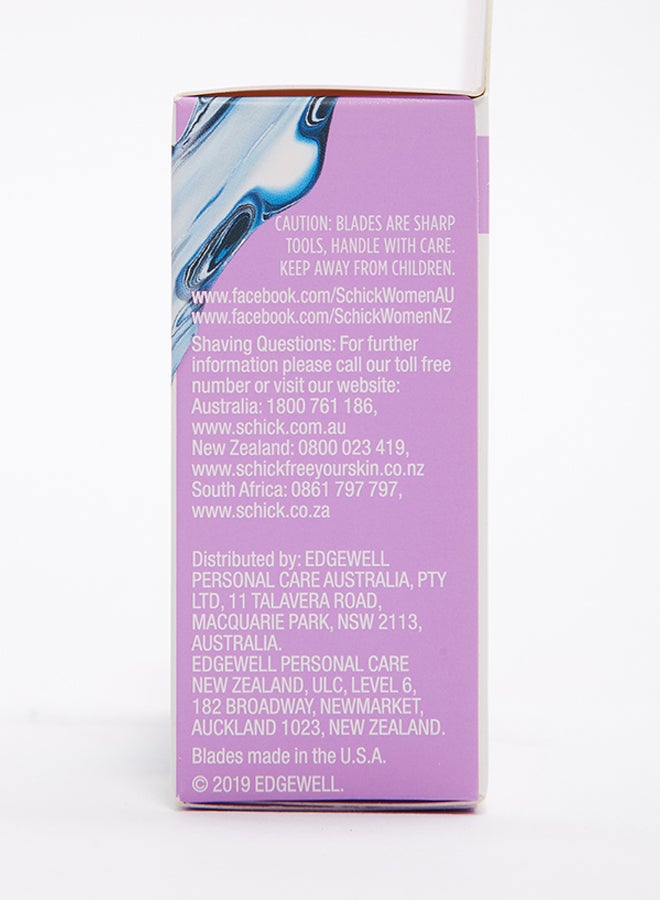 CAUTION: BLADES ARE SHARP
TOOLS, HANDLE WITH CARE.
KEEP AWAY FROM CHILDREN.
www.facebook.com/SchickWomenAU
www.facebook.com/SchickWomenNZ
Shaving Questions: For further
information please call our toll free
number or visit our website:
Australia: 1800 761 186,
www.schick.com.au
New Zealand: 0800 023 419,
www.schickfreeyourskin.co.nz
South Africa: 0861 797 797,
www.schick.co.za
Distributed by: EDGEWELL
PERSONAL CARE AUSTRALIA, PTY
LTD, 11 TALAVERA ROAD,
MACQUARIE PARK, NSW 2113,
AUSTRALIA.
EDGEWELL PERSONAL CARE
NEW ZEALAND, ULC, LEVEL 6,
182 BROADWAY, NEWMARKET,
AUCKLAND 1023, NEW ZEALAND.
Blades made in the U.S.A.
© 2019 EDGEWELL.